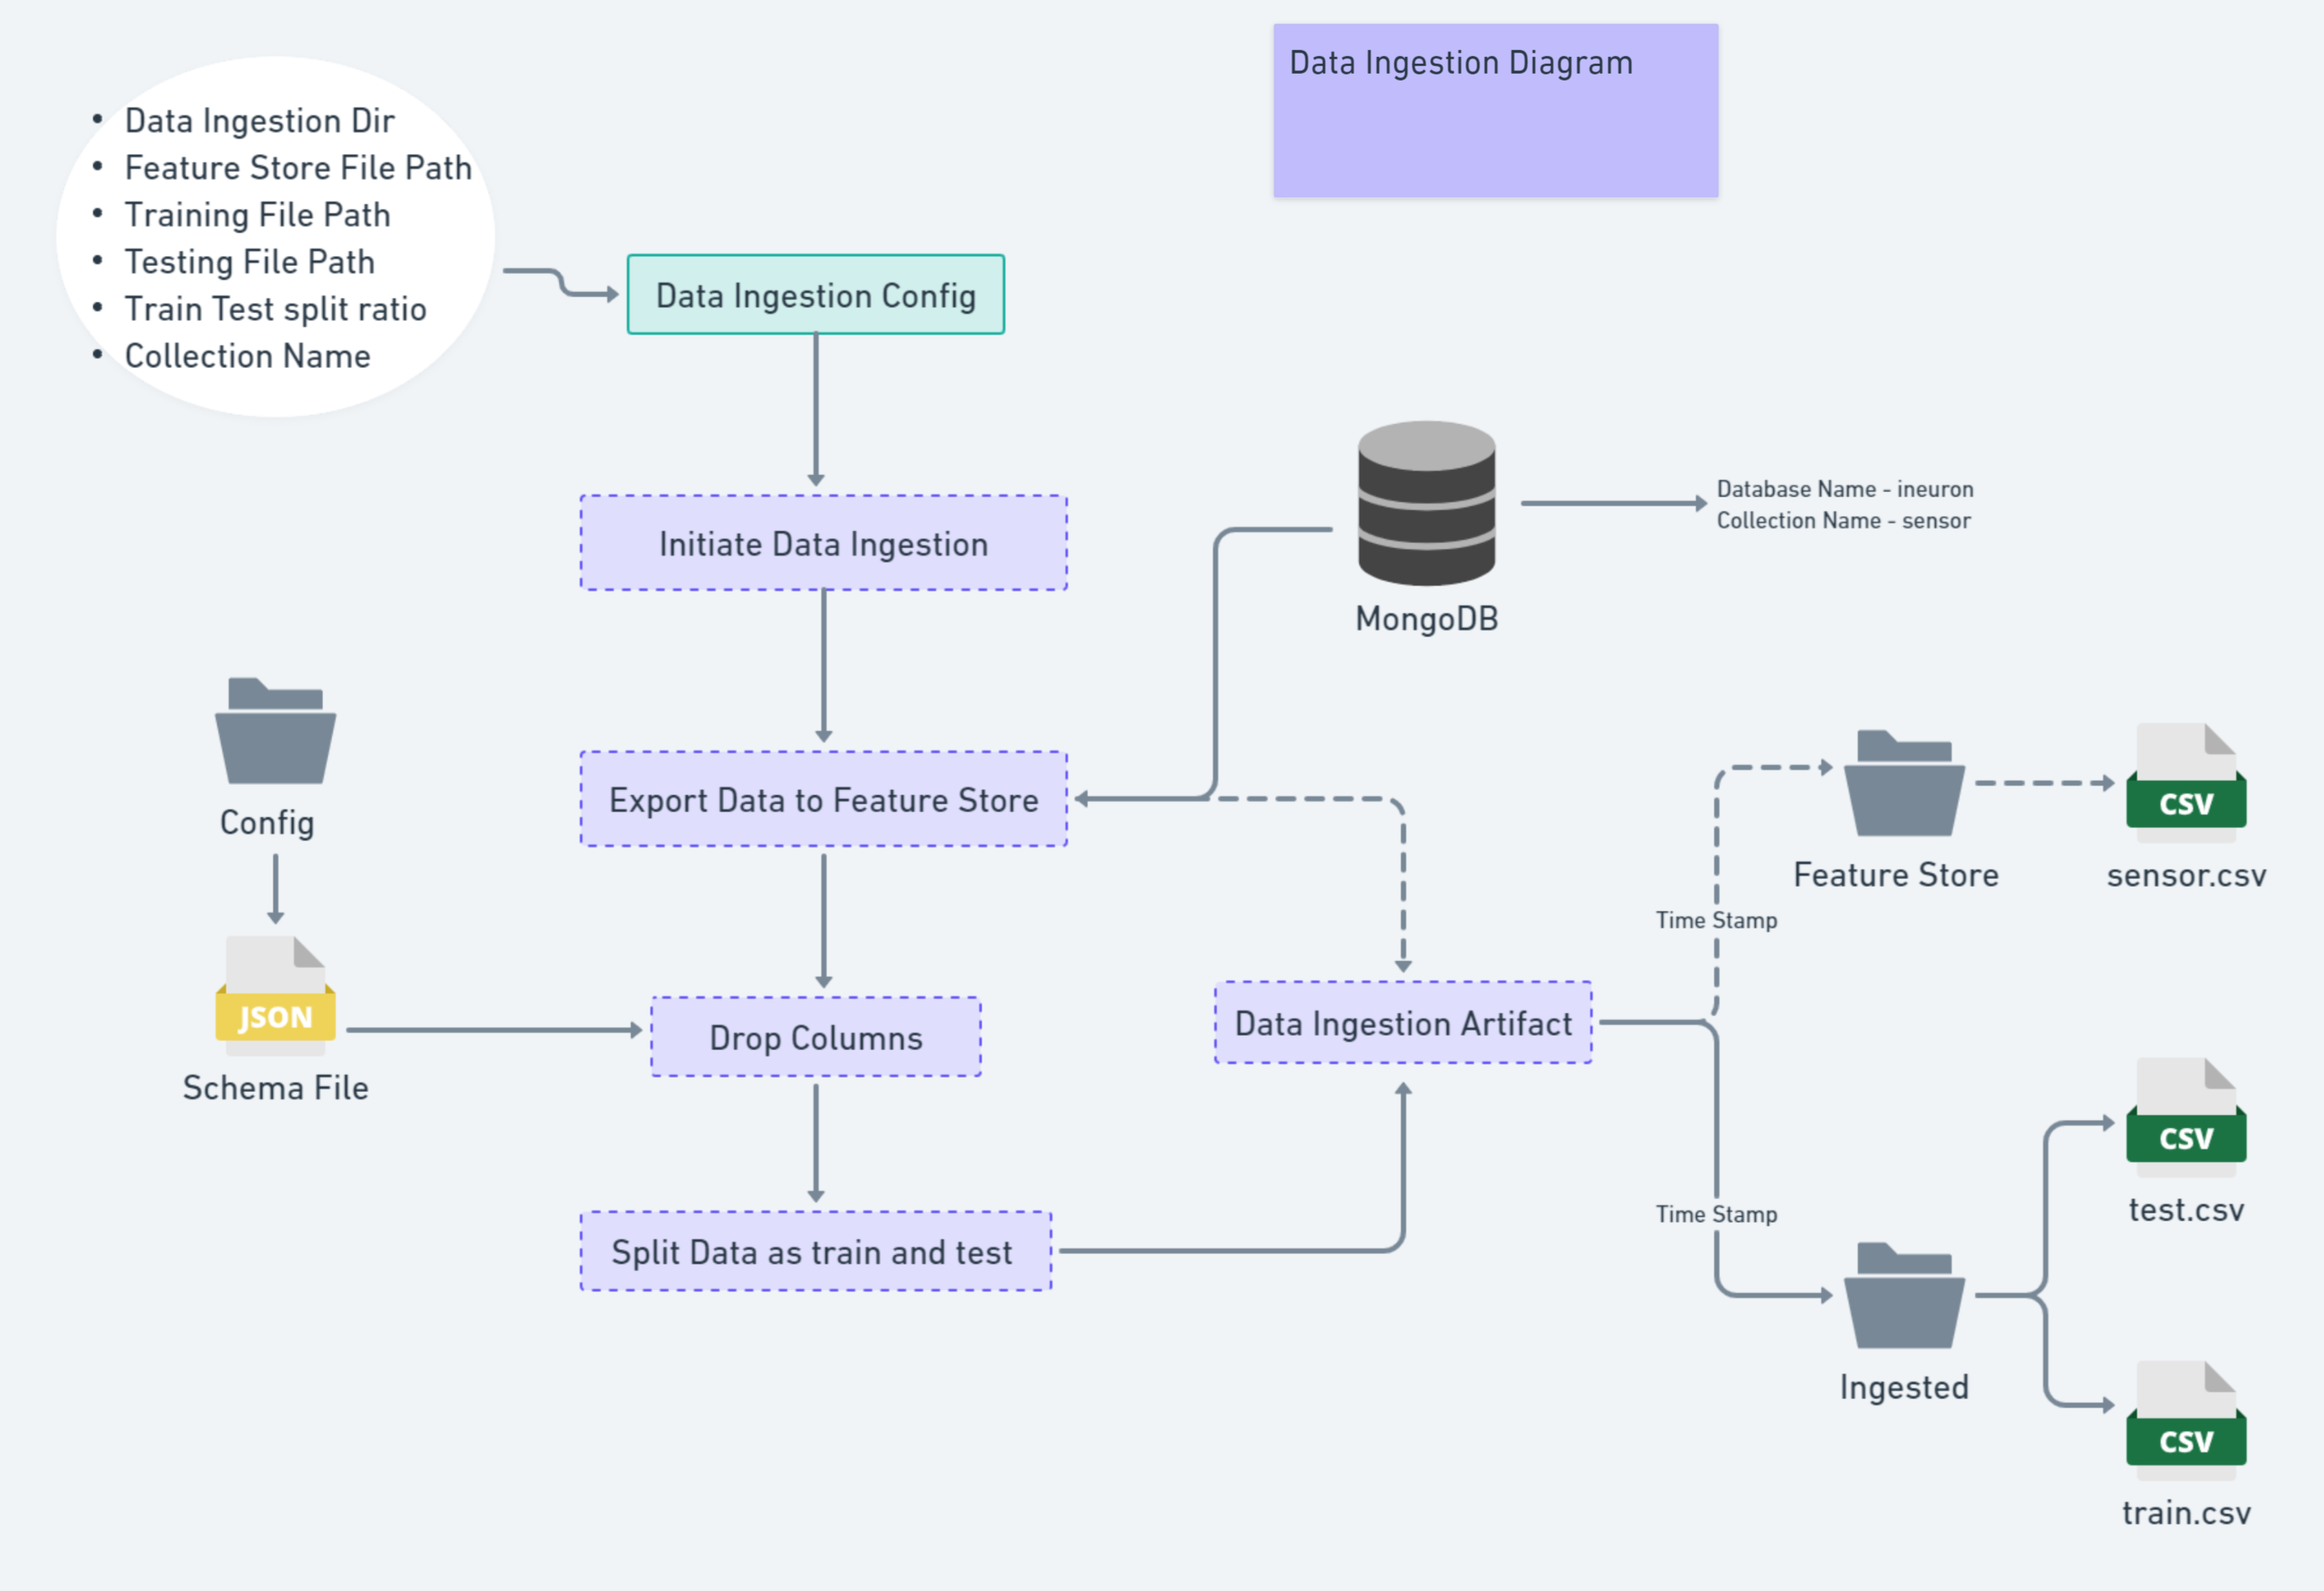 Data Ingestion Diagram
• Data Ingestion Dir
• Feature Store File Path
• Training File Path
• Testing File Path
• Train Test split ratio
• Collection Name
Data Ingestion Config
Initiate Data Ingestion
MongoDB
Database Name - ineuron
Collection Name - sensor
Config
Export Data to Feature Store
JSON
Schema File
Drop Columns
Split Data as train and test
Data Ingestion Artifact
Time Stamp
Feature Store
CSV
sensor.csv
Time Stamp
Ingested
CSV
test.csv
CSV
train.csv